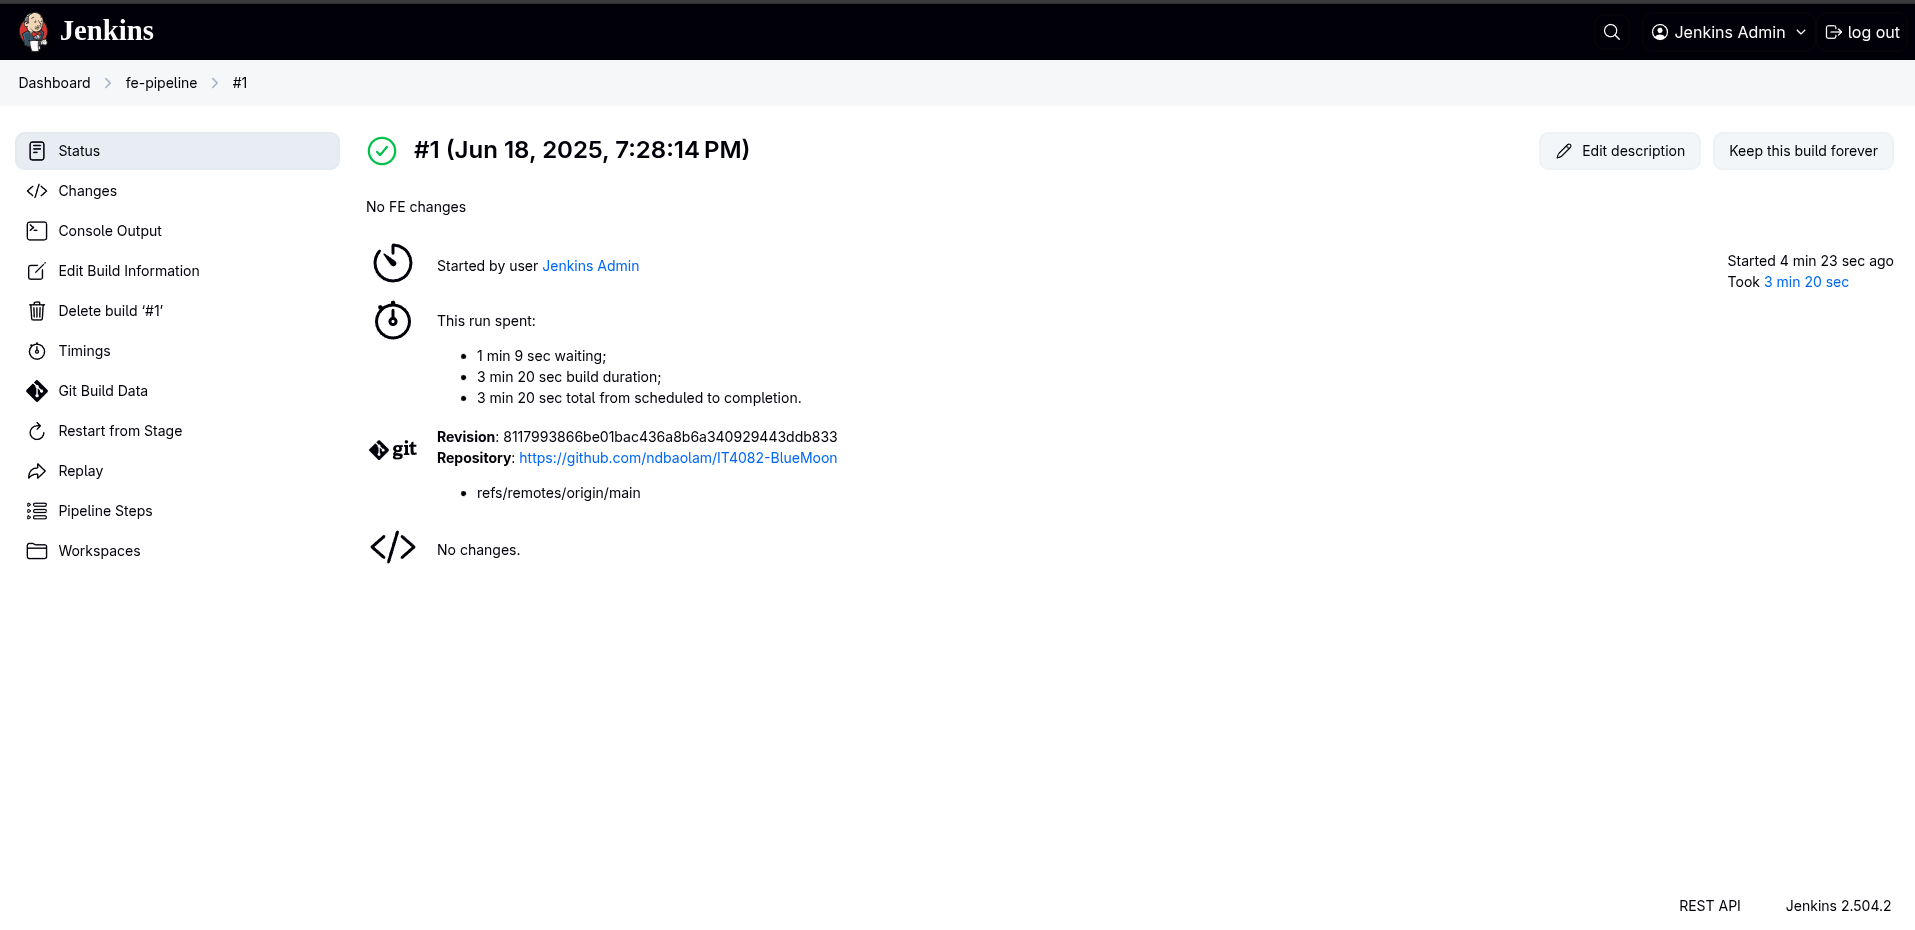 Jenkins
Jenkins Admin
log out
Dashboard
fe-pipeline
#1
Status
Changes
Console Output
Edit Build Information
Delete build ‘#1’
Timings
Git Build Data
Restart from Stage
Replay
Pipeline Steps
Workspaces
#1 (Jun 18, 2025, 7:28:14 PM)
Edit description
Keep this build forever
No FE changes
Started by user Jenkins Admin
Started 4 min 23 sec ago
Took 3 min 20 sec
This run spent:
1 min 9 sec waiting;
3 min 20 sec build duration;
3 min 20 sec total from scheduled to completion.
git
Revision: 8117993866be01bac436a8b6a340929443ddb833
Repository: https://github.com/ndbaolam/IT4082-BlueMoon
refs/remotes/origin/main
No changes.
REST API
Jenkins 2.504.2